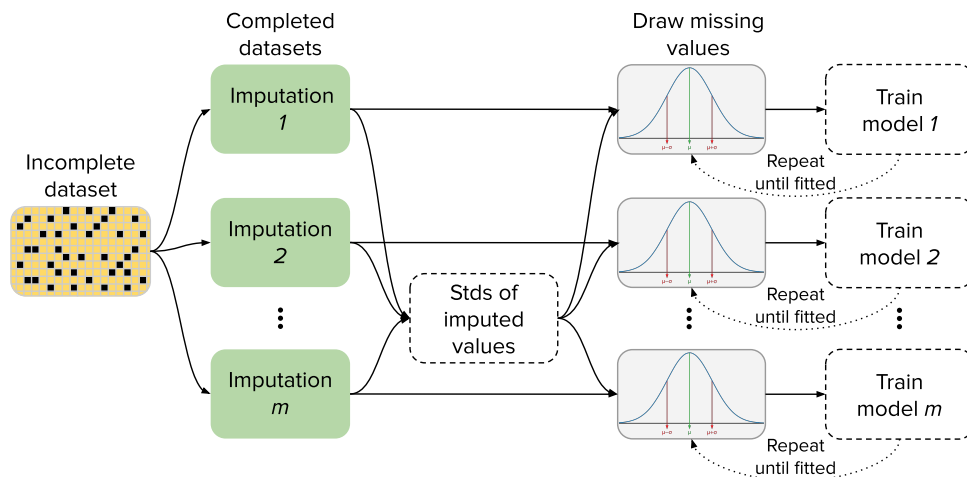 Completed
datasets
Draw missing
values
Incomplete
dataset
Imputation
1
μ-σ μ μ+σ
Train
model 1
Repeat
until fitted
Imputation
2
μ-σ μ μ+σ
Train
model 2
Repeat
until fitted
Stds of
imputed
values
Imputation
m
μ-σ μ μ+σ
Train
model m
Repeat
until fitted